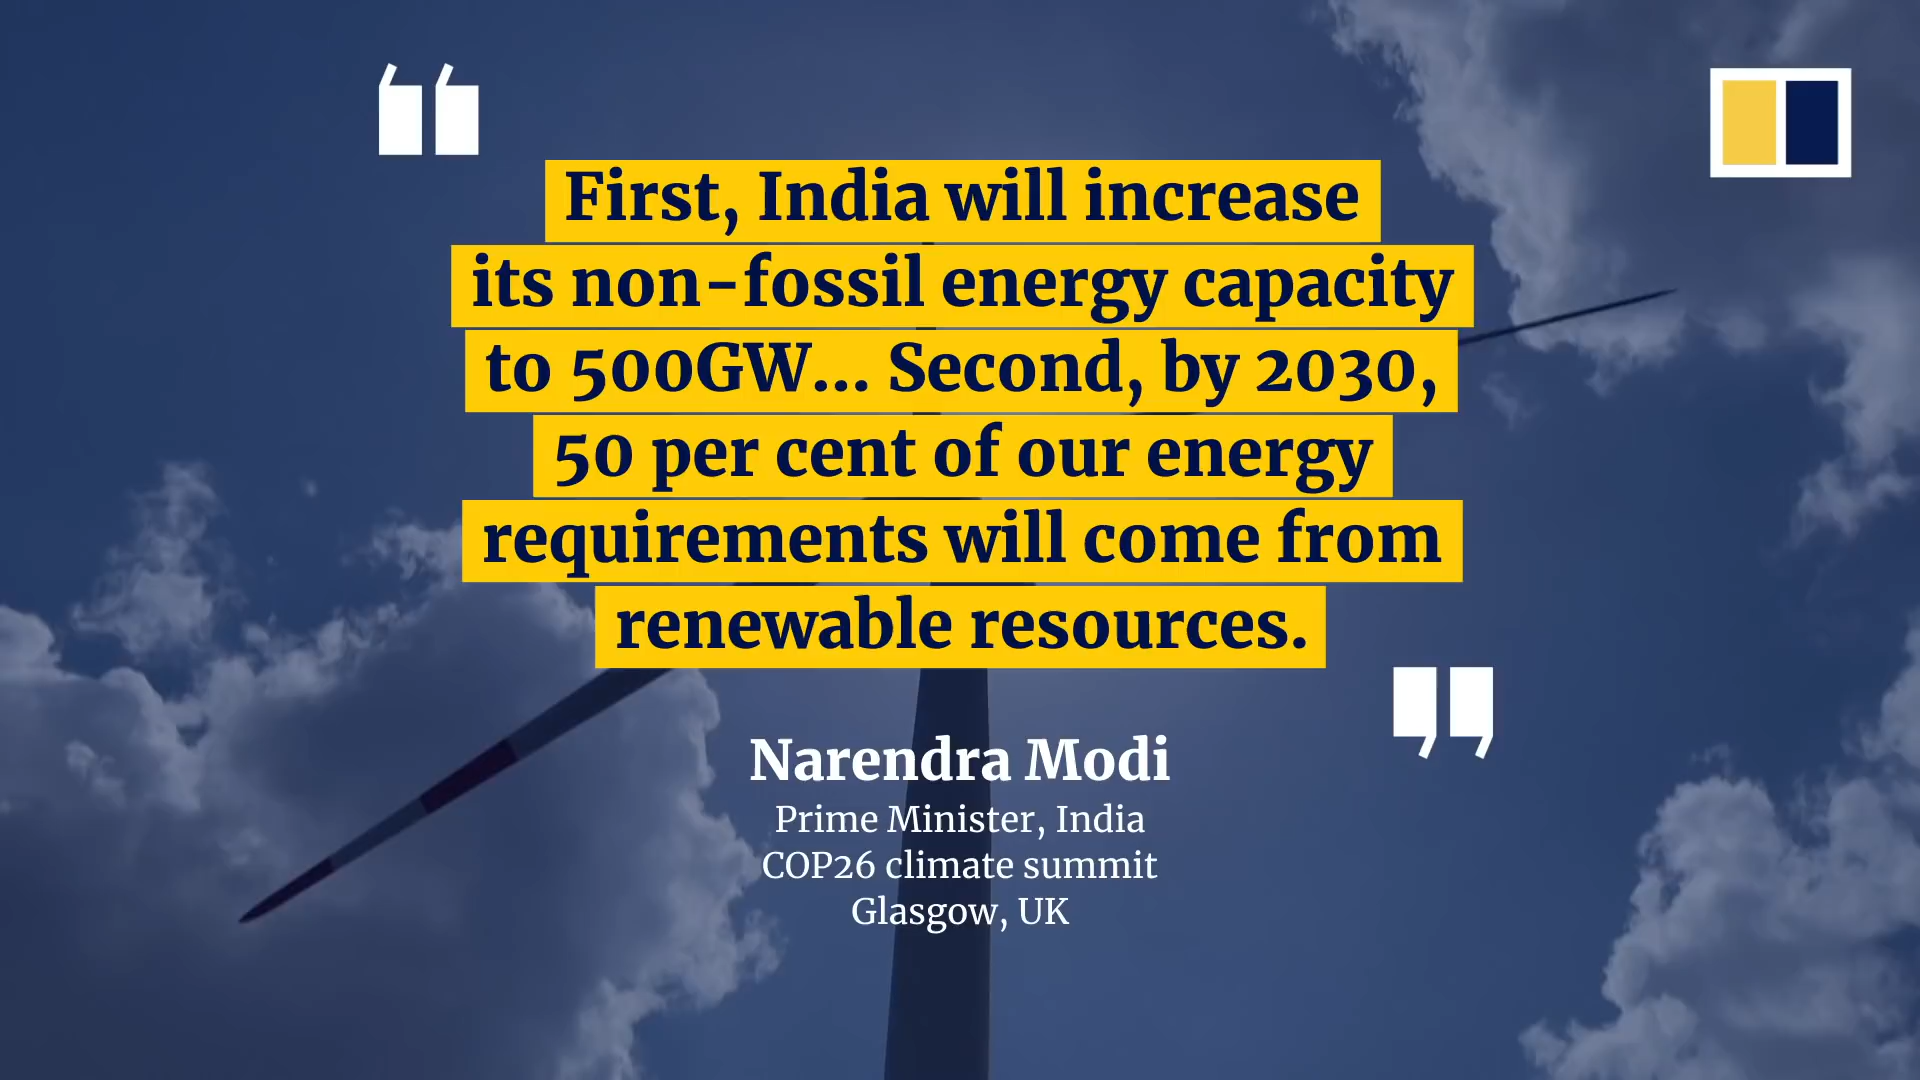 First, India will increase
its non-fossil energy capacity
to 500GW... Second, by 2030,
50 per cent of our energy
requirements will come from
renewable resources.
Narendra Modi
Prime Minister, India
COP26 climate summit
Glasgow, UK